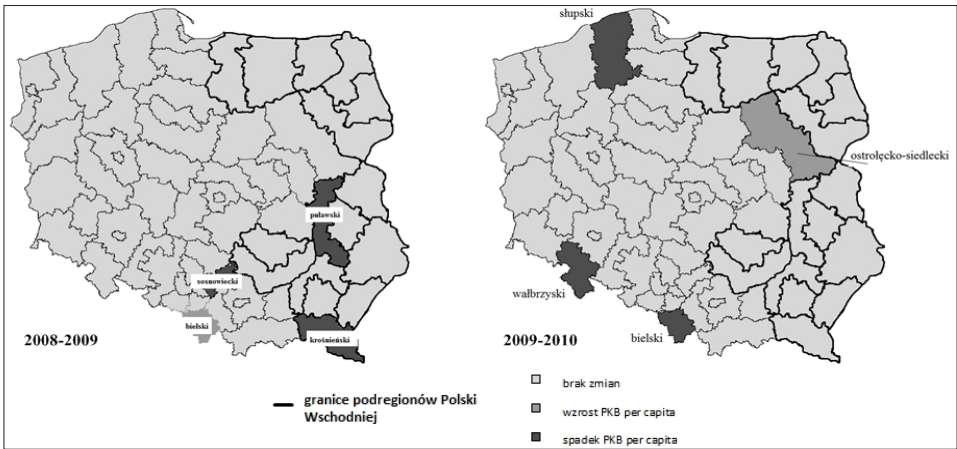 słupski
puławski
ostrołęcko-siedlecki
sosnowiecki
wałbrzyski
bielski
krośnieński
bielski
2008-2009
2009-2010
granice podregionów Polski
Wschodniej
brak zmian
wzrost PKB per capita
spadek PKB per capita